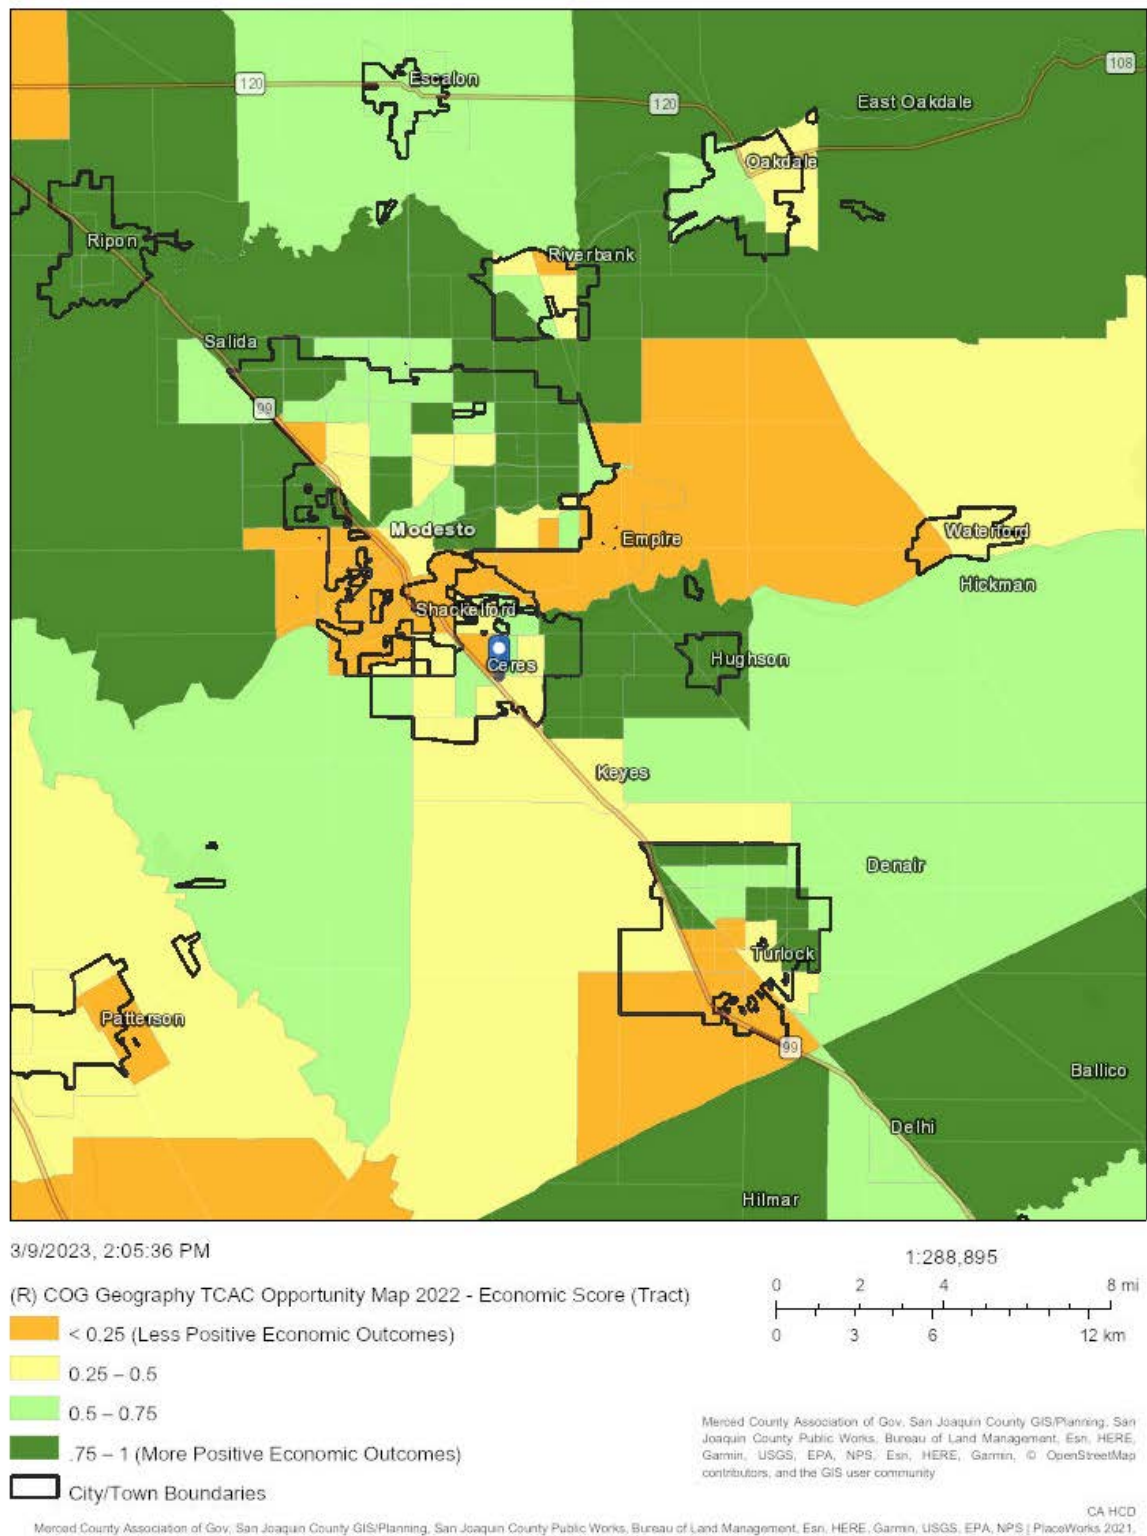 120
Escalon
120
108
East Oakdale
Oakdale
Ripon
Riverbank
Salida
99
Modesto
Empire
Waterford
Hickman
Shackelford
Ceres
Hughson
Keyes
Denair
Turlock
Patterson
99
Ballico
Delhi
Hilmar
3/9/2023, 2:05:36 PM
1:288,895
0 2 4 8 mi
0 3 6 12 km
(R) COG Geography TCAC Opportunity Map 2022 - Economic Score (Tract)
< 0.25 (Less Positive Economic Outcomes)
0.25 – 0.5
0.5 – 0.75
.75 – 1 (More Positive Economic Outcomes)
City/Town Boundaries
Merced County Association of Gov, San Joaquin County GIS/Planning, San
Joaquin County Public Works, Bureau of Land Management, Esri, HERE,
Garmin, USGS, EPA, NPS, Esri, HERE, Garmin, © OpenStreetMap
contributors, and the GIS user community
CA HCD
Merced County Association of Gov, San Joaquin County GIS/Planning, San Joaquin County Public Works, Bureau of Land Management, Esri, HERE, Garmin, USGS, EPA, NPS | PlaceWorks 2021,